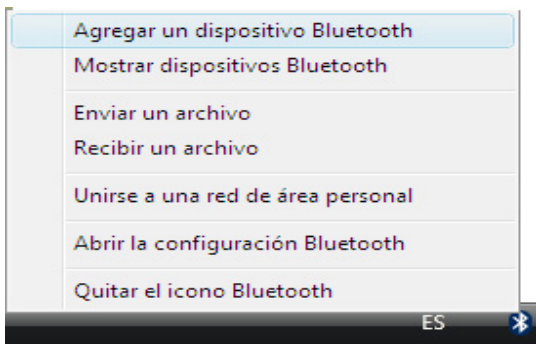 Agregar un dispositivo Bluetooth
Mostrar dispositivos Bluetooth
Enviar un archivo
Recibir un archivo
Unirse a una red de área personal
Abrir la configuración Bluetooth
Quitar el icono Bluetooth
ES